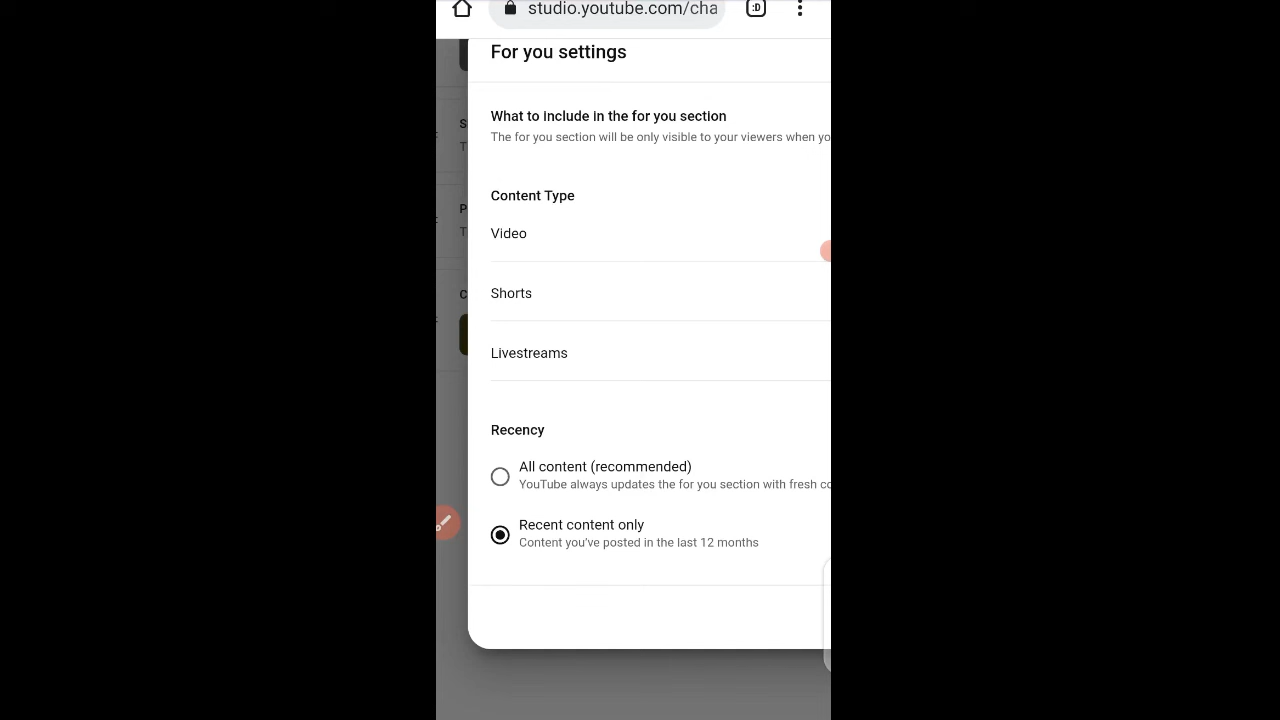 studio.youtube.com/cha
:D
For you settings
What to include in the for you section
The for you section will be only visible to your viewers when yo
Content Type
S
T
Video
P
T
Shorts
C
Livestreams
Recency
All content (recommended)
YouTube always updates the for you section with fresh co
Recent content only
Content you've posted in the last 12 months